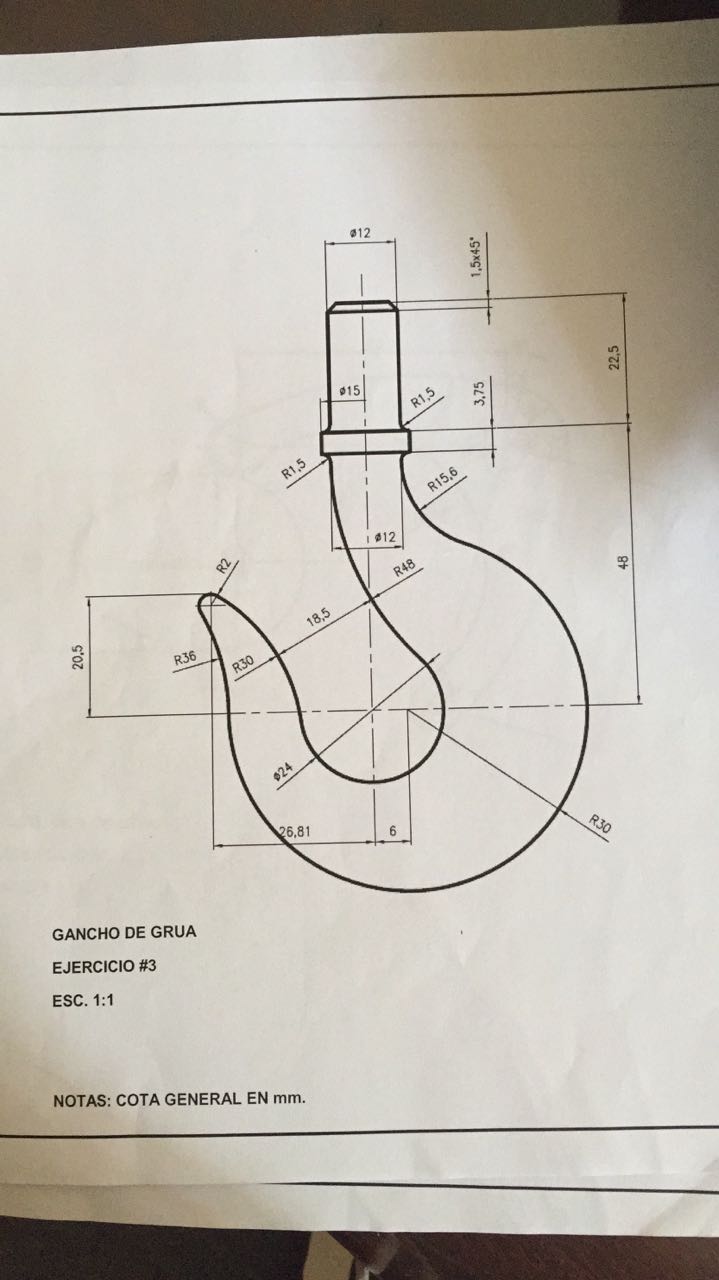 ø12
1,5x45°
22,5
ø15
R1,5
3,75
R1,5
R15,6
ø12
R48
48
R2
18,5
20,5
R36
R30
ø24
26,81
6
R30
GANCHO DE GRUA
EJERCICIO #3
ESC. 1:1
NOTAS: COTA GENERAL EN mm.